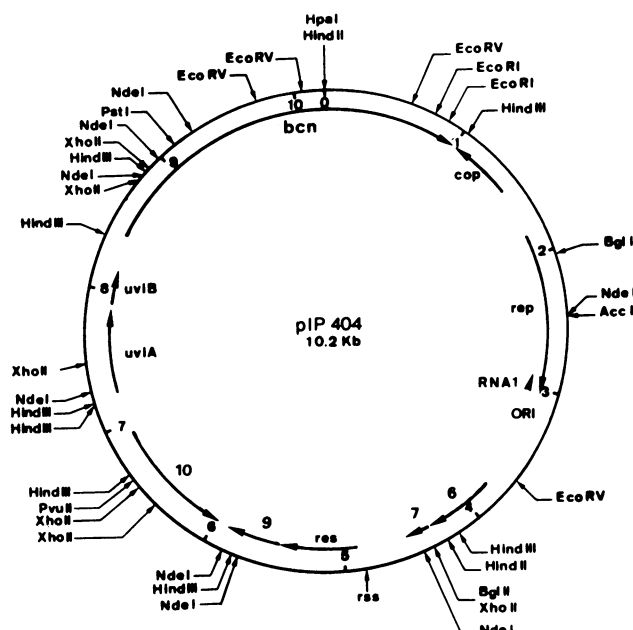 HpaI
HindII
EcoRV
EcoRV
EcoRV
EcoRI
EcoRI
HindIII
NdeI
PstI
NdeI
XhoII
HindIII
NdeI
XhoII
HindIII
10
0
bcn
1
cop
9
2
BglI
NdeI
AccI
rep
8
uviB
uviA
pIP 404
10.2 Kb
RNA1
3
ORI
XhoII
NdeI
HindIII
HindIII
7
10
HindIII
PvuII
XhoII
XhoII
6
9
res
5
7
6
4
EcoRV
HindIII
HindII
BglII
XhoII
NdeI
rss
NdeI
HindIII
NdeI